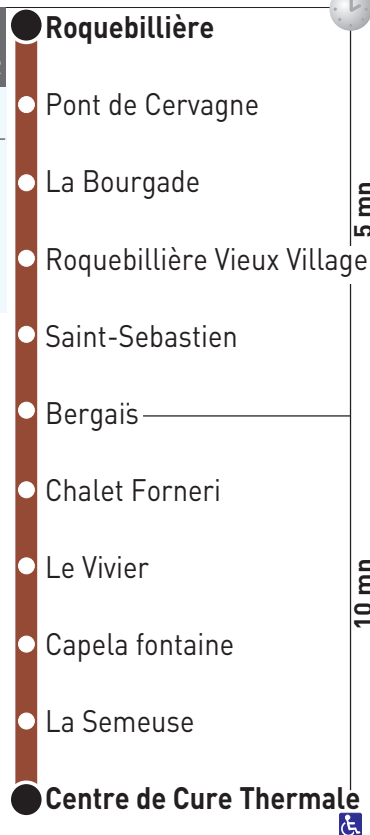 Roquebillière
Pont de Cervagne
La Bourgade
5 mn
Roquebillière Vieux Village
Saint-Sebastien
Bergaïs
Chalet Forneri
Le Vivier
10 mn
Capela fontaine
La Semeuse
Centre de Cure Thermale